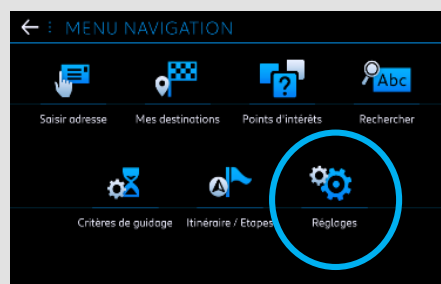 MENU NAVIGATION
Abc
Saisir adresse Mes destinations Points d'intérêts Rechercher
Critères de guidage Itinéraire / Etapes Réglages